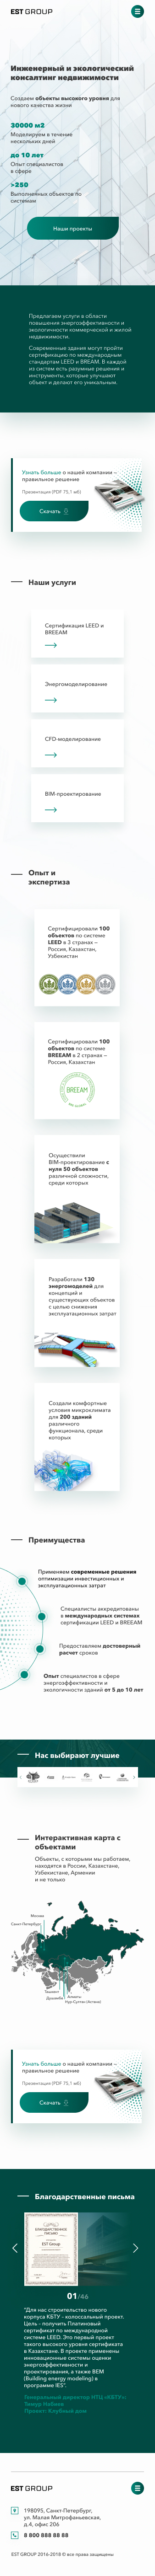 EST GROUP
Инженерный и экологический
консалтинг недвижимости
Создаем объекты высокого уровня для
нового качества жизни
30000 м2
Моделируем в течение
нескольких дней
до 10 лет
Опыт специалистов
в сфере
>250
Выполненных объектов по
системам
Наши проекты
Предлагаем услуги в области
повышения энергоэффективности и
экологичности коммерческой и жилой
недвижимости.
Современные здания могут пройти
сертификацию по международным
стандартам LEED и BREAM. В каждой
из систем есть разумные решения и
инструменты, которые улучшают
объект и делают его уникальным.
Узнать больше о нашей компании –
правильное решение
Презентация (PDF 75,1 мб)
Скачать
Наши услуги
Сертификация LEED и
BREEAM
Энергомоделирование
CFD-моделирование
BIM-проектирование
Опыт и
экспертиза
Сертифицировали 100
объектов по системе
LEED в 3 странах –
Россия, Казахстан,
Узбекистан
Сертифицировали 100
объектов по системе
BREEAM в 2 странах –
Россия, Казахстан
BREEAM
Осуществили
BIM-проектирование с
нуля 50 объектов
различной сложности,
среди которых
Разработали 130
энергомоделей для
концепций и
существующих объектов
с целью снижения
эксплуатационных затрат
Создали комфортные
условия микроклимата
для 200 зданий
различного
функционала, среди
которых
Преимущества
Применяем современные решения
оптимизации инвестиционных и
эксплуатационных затрат
Специалисты аккредитованы
в международных системах
сертификации LEED и BREEAM
Предоставляем достоверный
расчет сроков
Опыт специалистов в сфере
энергоэффективности и
экологичности зданий от 5 до 10 лет
Нас выбирают лучшие
Интерактивная карта с
объектами
Объекты, с которыми мы работаем,
находятся в России, Казахстане,
Узбекистане, Армении
и не только
Москва
Санкт-Петербург
Ташкент
Душанбе
Алматы
Нур-Султан (Астана)
Узнать больше о нашей компании –
правильное решение
Презентация (PDF 75,1 мб)
Скачать
Благодарственные письма
БЛАГОДАРСТВЕННОЕ
ПИСЬМО
EST Group
01/46
"Для нас строительство нового
корпуса КБТУ - колоссальный проект.
Цель - получить Платиновый
сертификат по международной
системе LEED. Это первый проект
такого высокого уровня сертификата
в Казахстане. В проекте применены
инновационные системы оценки
энергоэффективности и
проектирования, а также BEM
(Building energy modeling) в
программе IES".
Генеральный директор НТЦ «КБТУ»:
Тимур Набиев
Проект: Клубный дом
EST GROUP
198095, Санкт-Петербург,
ул. Малая Митрофаньевская,
д.4, офис 206
8 800 888 88 88
EST GROUP 2016-2018 © все права защищены